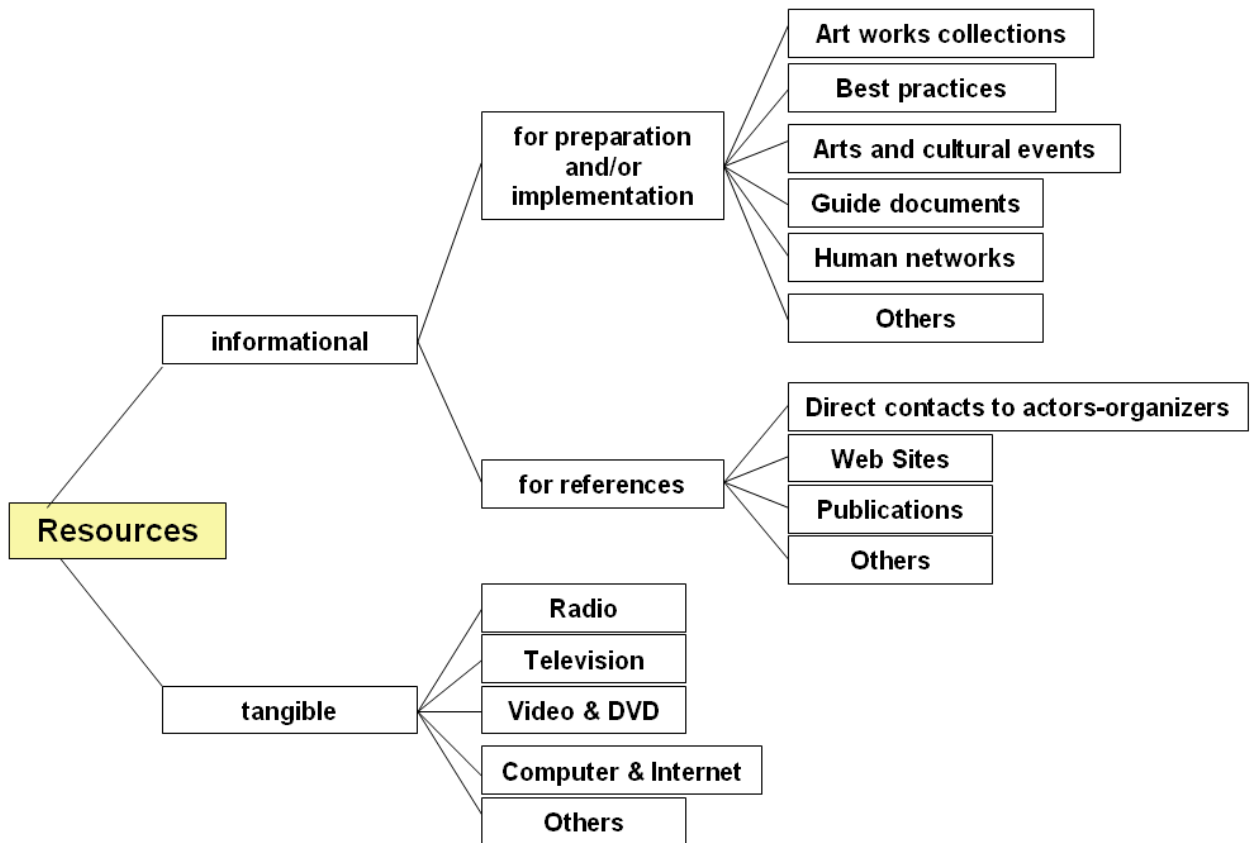 Resources
informational
for preparation
and/or
implementation
Art works collections
Best practices
Arts and cultural events
Guide documents
Human networks
Others
for references
Direct contacts to actors-organizers
Web Sites
Publications
Others
tangible
Radio
Television
Video & DVD
Computer & Internet
Others